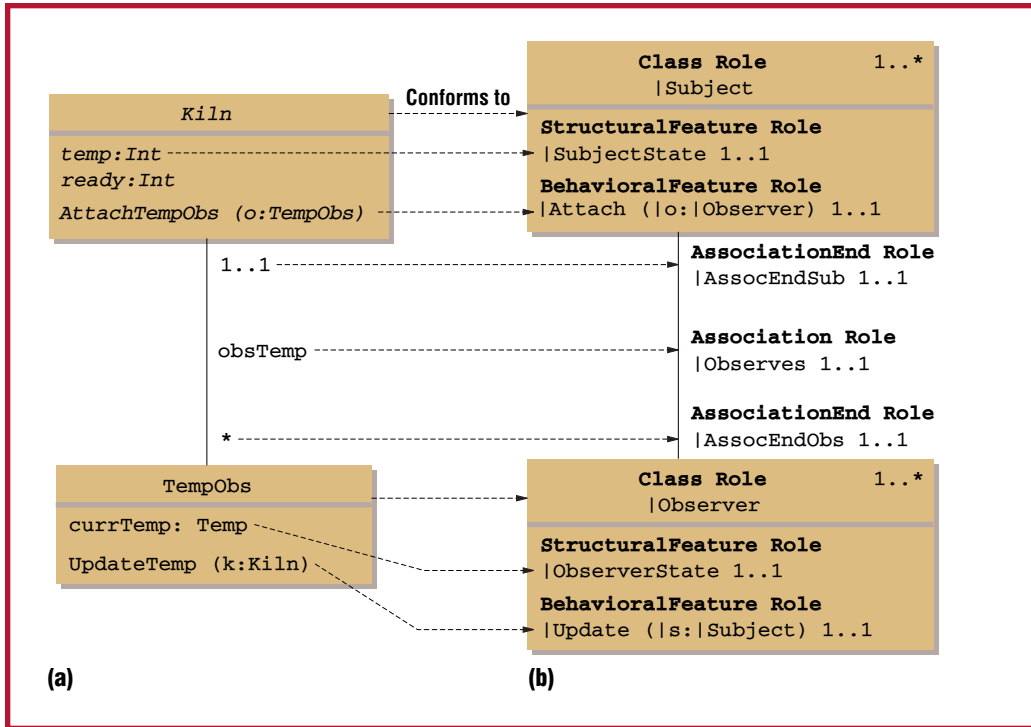 Kiln
temp:Int
ready:Int
AttachTempObs (o:TempObs)
Conforms to
Class Role 1..*
|Subject
StructuralFeature Role
|SubjectState 1..1
BehavioralFeature Role
|Attach (|o:|Observer) 1..1
1..1
AssociationEnd Role
|AssocEndSub 1..1
obsTemp
Association Role
|Observes 1..1
*
AssociationEnd Role
|AssocEndObs 1..1
TempObs
currTemp: Temp
UpdateTemp (k:Kiln)
Class Role 1..*
|Observer
StructuralFeature Role
|ObserverState 1..1
BehavioralFeature Role
|Update (|s:|Subject) 1..1
(a)
(b)